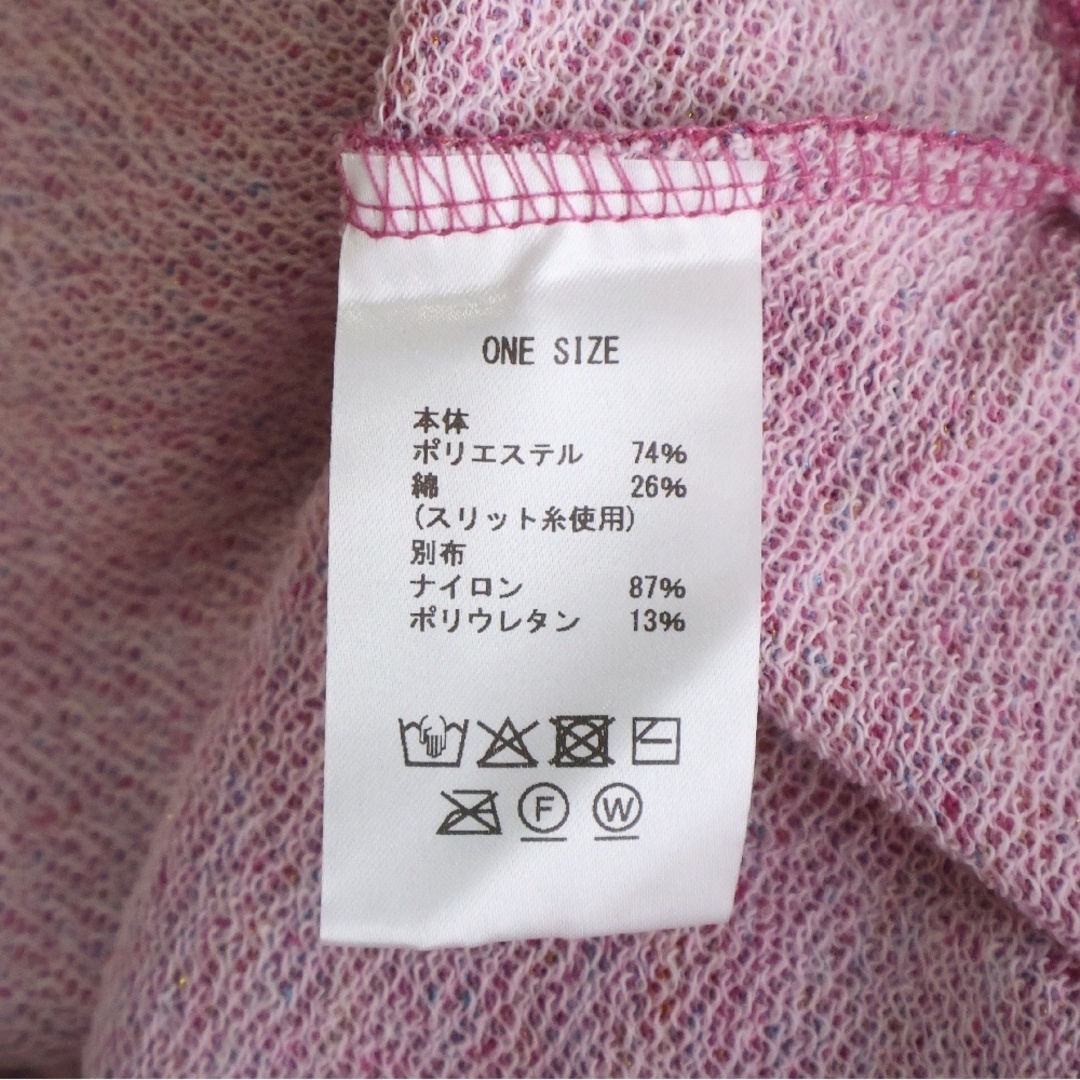 ONE SIZE
本体
ポリエステル 74%
綿 26%
(スリット糸使用)
別布
ナイロン 87%
ポリウレタン 13%
F W